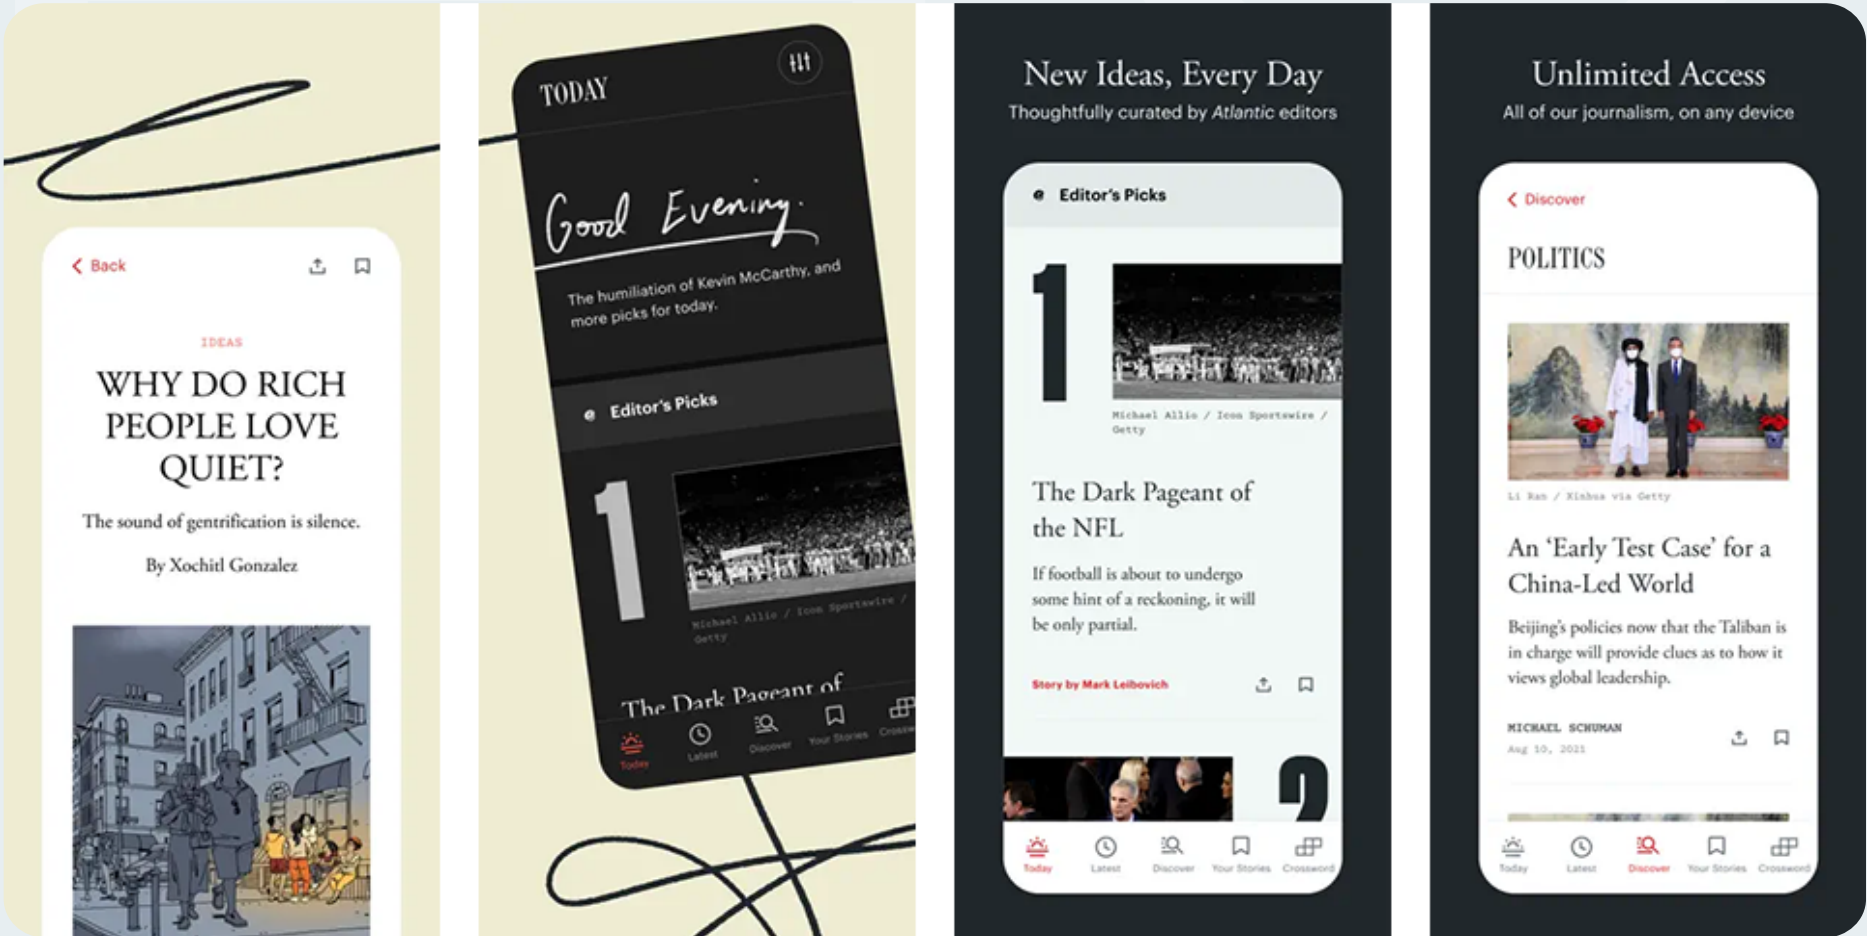 Back
IDEAS
WHY DO RICH
PEOPLE LOVE
QUIET?
The sound of gentrification is silence.
By Xochitl Gonzalez
TODAY
Good Evening.
The humiliation of Kevin McCarthy, and
more picks for today.
Editor's Picks
1
Michael Allio / Icon Sportswire /
Getty
The Dark Pageant of
Today
Latest
Discover
Your Stories
Crossw
New Ideas, Every Day
Thoughtfully curated by Atlantic editors
Editor's Picks
1
Michael Allio / Icon Sportswire /
Getty
The Dark Pageant of
the NFL
If football is about to undergo
some hint of a reckoning, it will
be only partial.
Story by Mark Leibovich
2
Today
Latest
Discover
Your Stories
Crossword
Unlimited Access
All of our journalism, on any device
Discover
POLITICS
Li Ran / Xinhua via Getty
An ‘Early Test Case’ for a
China-Led World
Beijing's policies now that the Taliban is
in charge will provide clues as to how it
views global leadership.
MICHAEL SCHUMAN
Aug 10, 2021
Today
Latest
Discover
Your Stories
Crossword